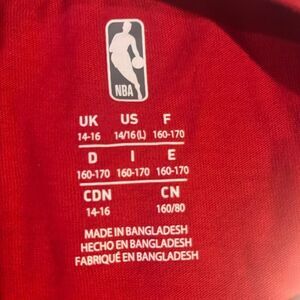 NBA
UK US F
14-16 14/16(L) 160-170
D I E
160-170 160-170 160-170
CDN CN
14-16 160/80
MADE IN BANGLADESH
HECHO EN BANGLADESH
FABRIQUÉ EN BANGLADESH